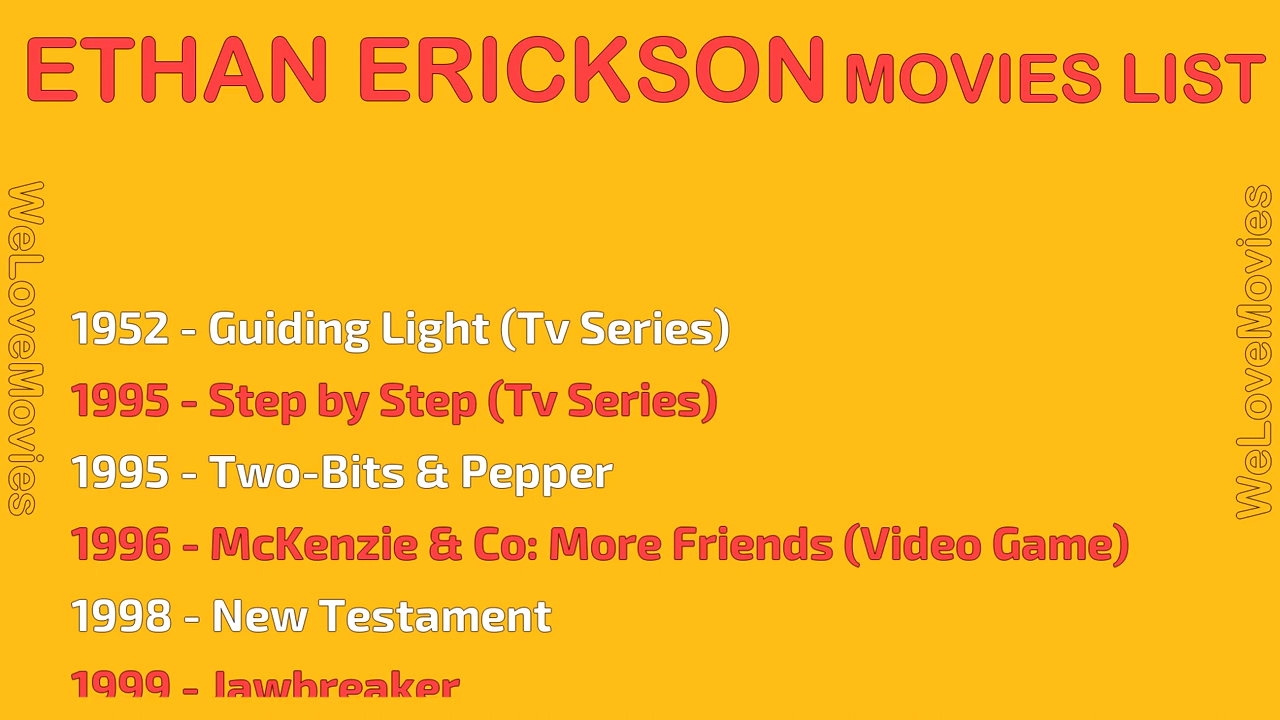 ETHAN ERICKSON MOVIES LIST
WeLoveMovies
WeLoveMovies
1952 - Guiding Light (Tv Series)
1995 - Step by Step (Tv Series)
1995 - Two-Bits & Pepper
1996 - McKenzie & Co: More Friends (Video Game)
1998 - New Testament
1999 - Jawbreaker